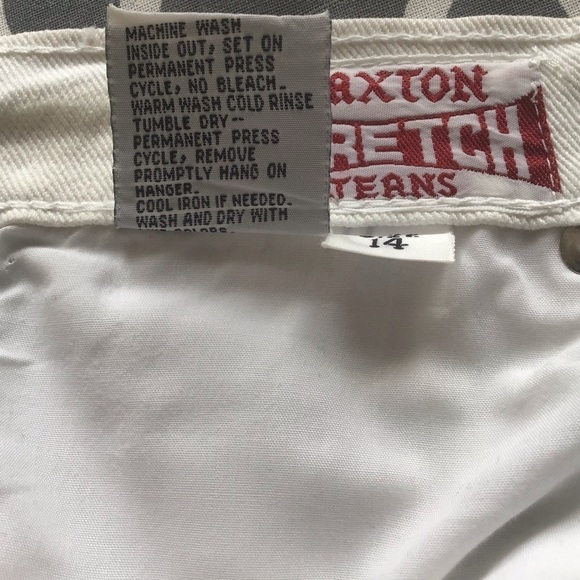 MACHINE WASH
INSIDE OUT, SET ON
PERMANENT PRESS
CYCLE, NO BLEACH.
WARM WASH COLD RINSE
TUMBLE DRY--
PERMANENT PRESS
CYCLE, REMOVE
PROMPTLY HANG ON
HANGER.
COOL IRON IF NEEDED.
WASH AND DRY WITH
COLORS.
AXTON
RETCH
JEANS
14